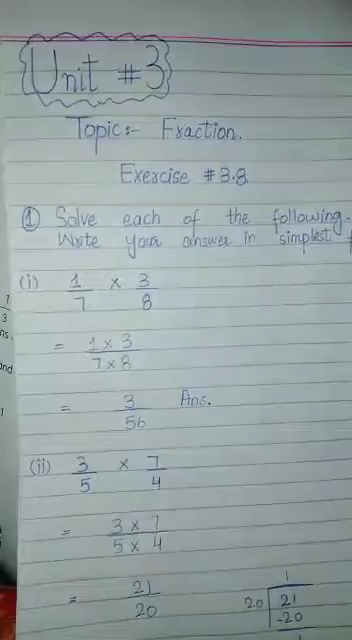 Unit #3
Topic:- Fraction.
Exercise #3.8
① Solve each of the following.
Write your answer in simplest
(i) 1/7 × 3/8
= 1 × 3 / 7 × 8
= 3/56 Ans.
(ii) 3/5 × 7/4
= 3 × 7 / 5 × 4
= 21/20
1
20 21
-20